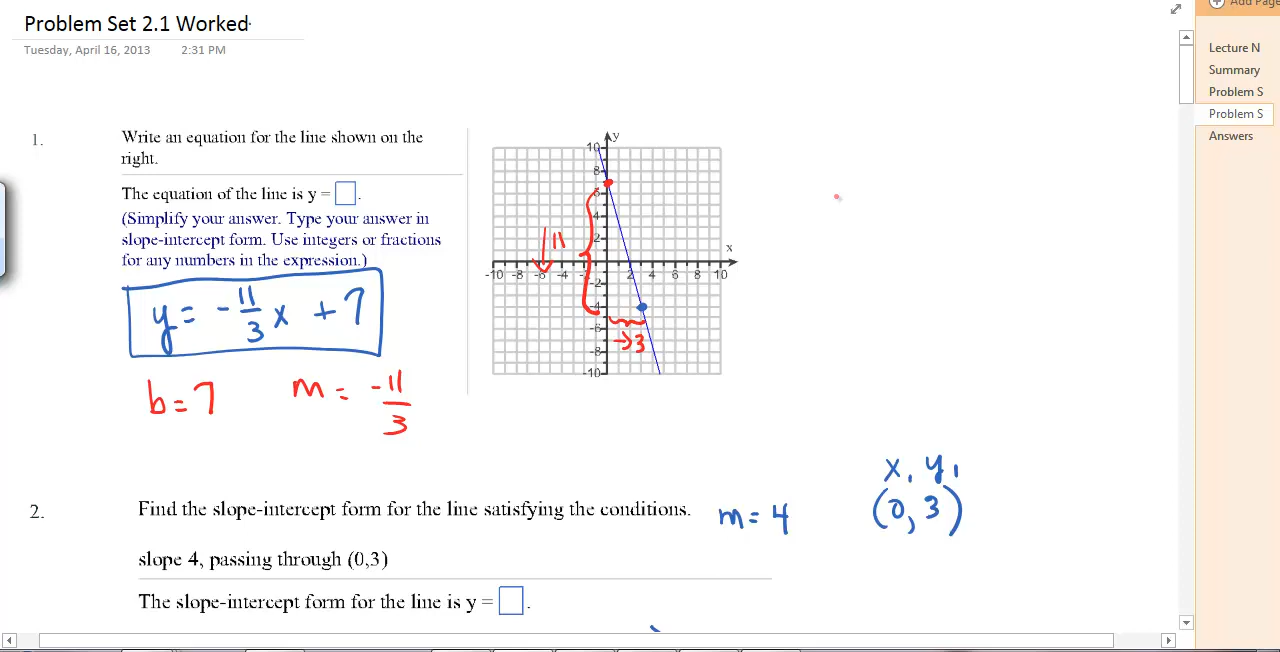 Problem Set 2.1 Worked
Tuesday, April 16, 2013 2:31 PM
Add Page
Lecture N
Summary
Problem S
Problem S
Answers
1.
Write an equation for the line shown on the
right.
The equation of the line is y = .
(Simplify your answer. Type your answer in
slope-intercept form. Use integers or fractions
for any numbers in the expression.)
y = -11/3 x + 7
b = 7 m = -11/3
y
10
8
6
4
2
x
-10 -8 -6 -4 2 4 6 8 10
-2
-4
-6
-8
-10
11
→3
2.
Find the slope-intercept form for the line satisfying the conditions.
m = 4
x₁ y₁
(0, 3)
slope 4, passing through (0,3)
The slope-intercept form for the line is y = .